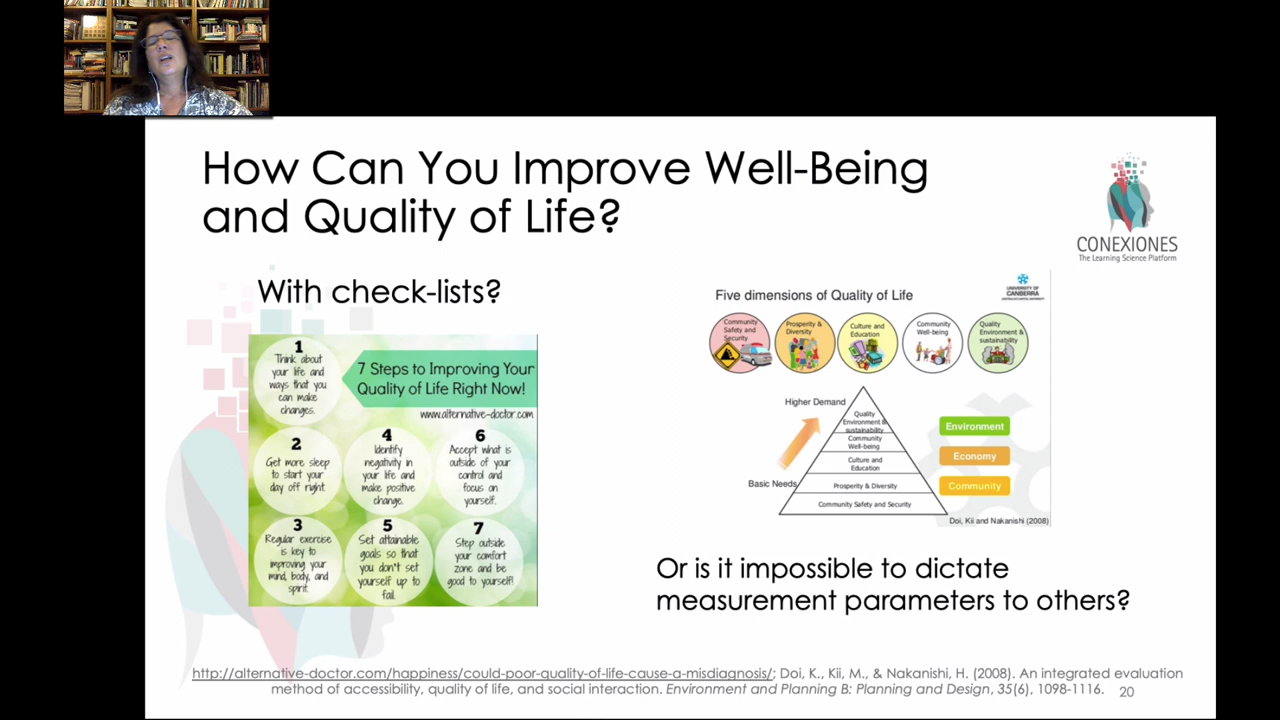 How Can You Improve Well-Being
and Quality of Life?
CONEXIONES
The Learning Science Platform
With check-lists?
7 Steps to Improving Your
Quality of Life Right Now!
www.alternative-doctor.com
1
Think about
your life and
ways that you
can make
changes.
2
Get more sleep
to start your
day off right.
3
Regular exercise
is key to
improving your
mind, body, and
spirit.
4
Identify
negativity in
your life and
make positive
change.
5
Set attainable
goals so that
you don't set
yourself up to
fail.
6
Accept what is
outside of your
control and
focus on
yourself.
7
Step outside
your comfort
zone and be
good to yourself!
UNIVERSITY OF
CANBERRA
Five dimensions of Quality of Life
Community
Safety and
Security
Prosperity &
Diversity
Culture and
Education
Community
Well-being
Quality
Environment &
sustainability
Higher Demand
Basic Needs
Quality
Environment &
sustainability
Community
Well-being
Culture and
Education
Prosperity & Diversity
Community Safety and Security
Environment
Economy
Community
Doi, Kii and Nakanishi (2008)
Or is it impossible to dictate
measurement parameters to others?
http://alternative-doctor.com/happiness/could-poor-quality-of-life-cause-a-misdiagnosis/; Doi, K., Kii, M., & Nakanishi, H. (2008). An integrated evaluation
method of accessibility, quality of life, and social interaction. Environment and Planning B: Planning and Design, 35(6), 1098-1116.
20